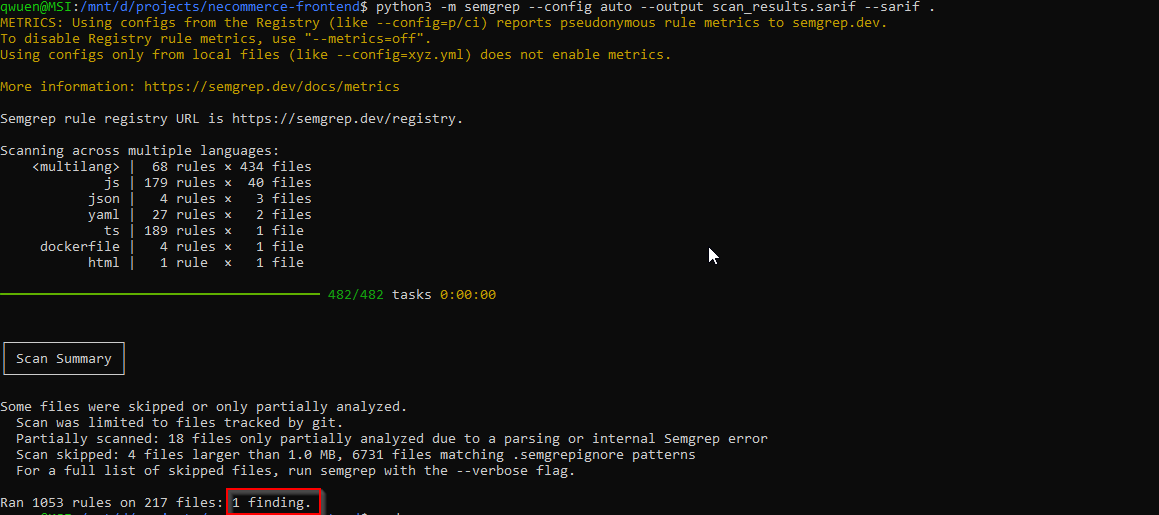 qwuen@MSI:/mnt/d/projects/necommerce-frontend$ python3 -m semgrep --config auto --output scan_results.sarif --sarif .
METRICS: Using configs from the Registry (like --config=p/ci) reports pseudonymous rule metrics to semgrep.dev.
To disable Registry rule metrics, use "--metrics=off".
Using configs only from local files (like --config=xyz.yml) does not enable metrics.
More information: https://semgrep.dev/docs/metrics
Semgrep rule registry URL is https://semgrep.dev/registry.
Scanning across multiple languages:
<multilang> | 68 rules × 434 files
js | 179 rules × 40 files
json | 4 rules × 3 files
yaml | 27 rules × 2 files
ts | 189 rules × 1 file
dockerfile | 4 rules × 1 file
html | 1 rule × 1 file
482/482 tasks 0:00:00
Scan Summary
Some files were skipped or only partially analyzed.
Scan was limited to files tracked by git.
Partially scanned: 18 files only partially analyzed due to a parsing or internal Semgrep error
Scan skipped: 4 files larger than 1.0 MB, 6731 files matching .semgrepignore patterns
For a full list of skipped files, run semgrep with the --verbose flag.
Ran 1053 rules on 217 files: 1 finding.